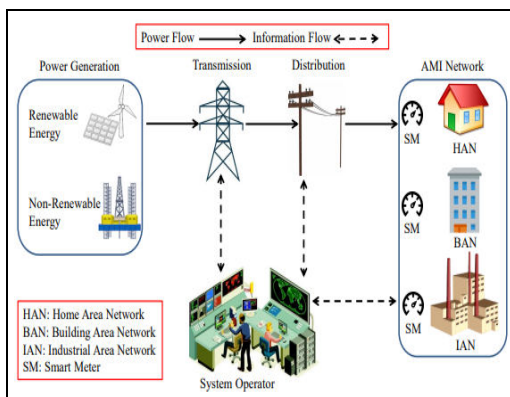 Power Flow Information Flow
Power Generation
Transmission
Distribution
AMI Network
Renewable
Energy
Non-Renewable
Energy
SM
HAN
SM
BAN
SM
IAN
System Operator
HAN: Home Area Network
BAN: Building Area Network
IAN: Industrial Area Network
SM: Smart Meter